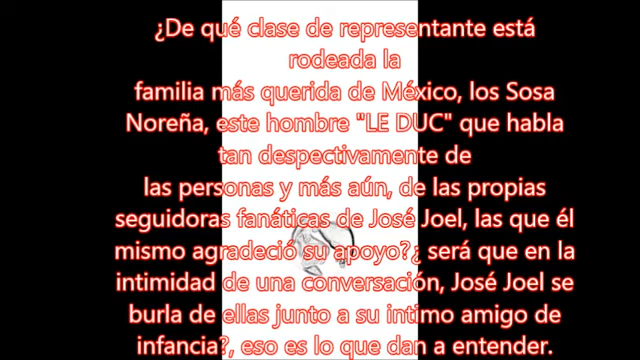 ¿De qué clase de representante está
rodeada la
familia más querida de México, los Sosa
Noreña, este hombre "LE DUC" que habla
tan despectivamente de
las personas y más aún, de las propias
seguidoras fanáticas de José Joel, las que él
mismo agradeció su apoyo?¿ será que en la
intimidad de una conversación, José Joel se
burla de ellas junto a su intimo amigo de
infancia?, eso es lo que dan a entender.